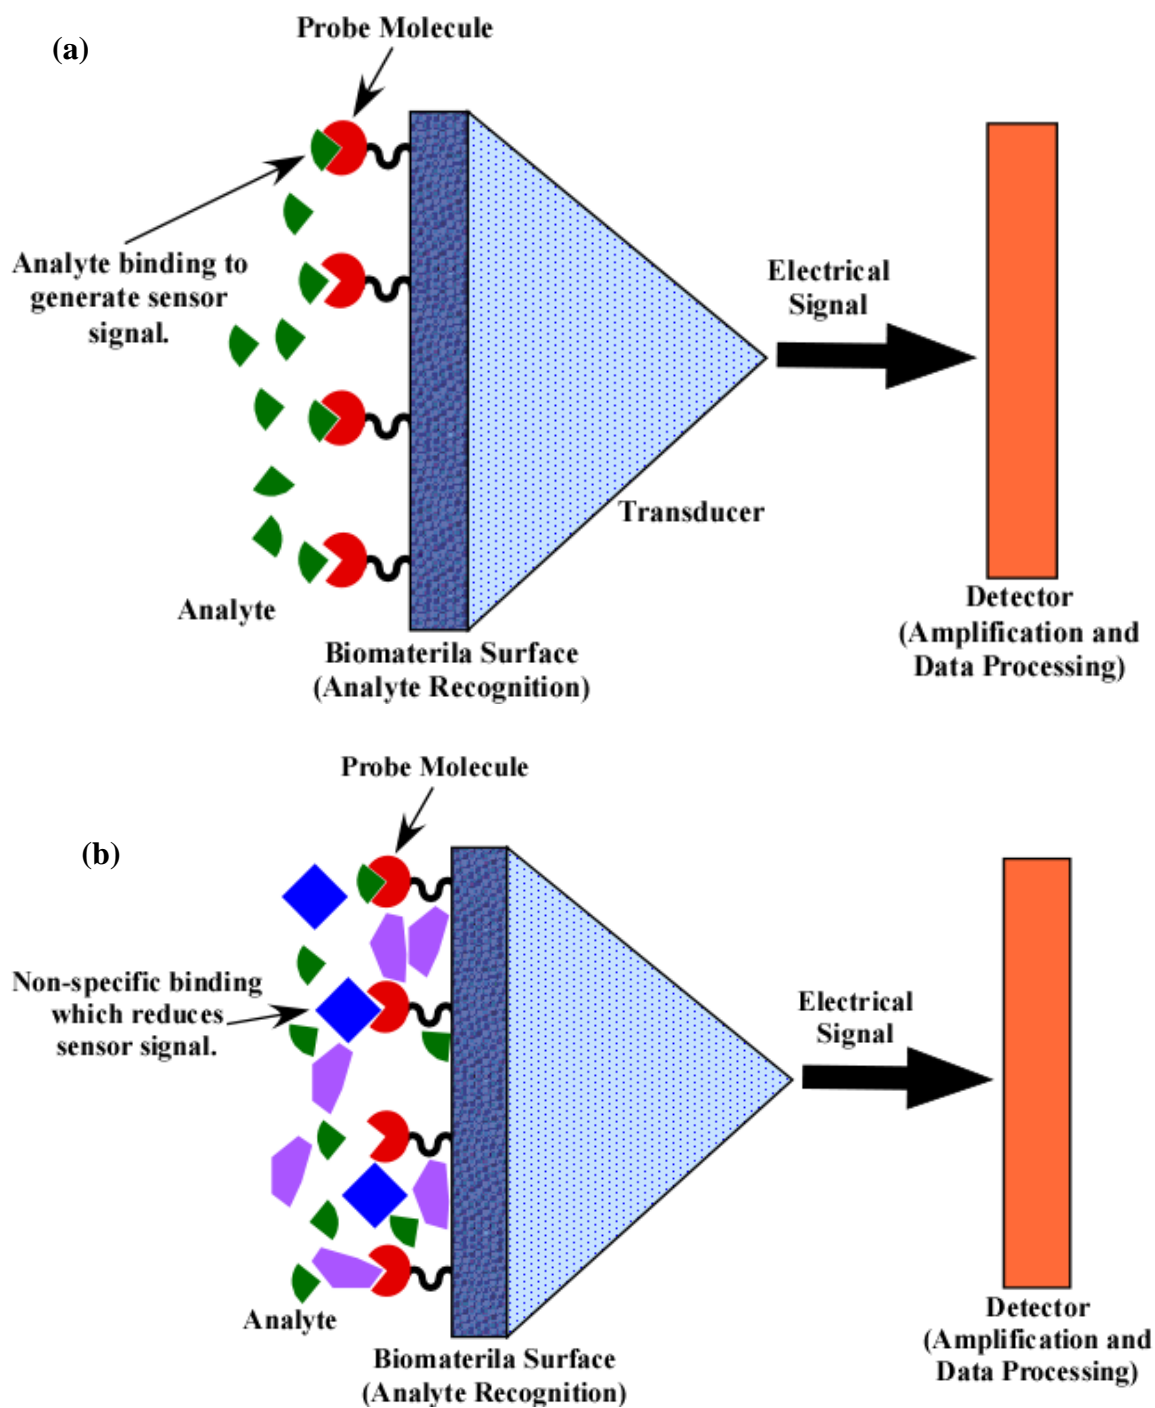 (a)
Probe Molecule
Analyte binding to
generate sensor
signal.
Electrical
Signal
Transducer
Analyte
Biomaterila Surface
(Analyte Recognition)
Detector
(Amplification and
Data Processing)
(b)
Probe Molecule
Non-specific binding
which reduces
sensor signal.
Electrical
Signal
Analyte
Biomaterila Surface
(Analyte Recognition)
Detector
(Amplification and
Data Processing)